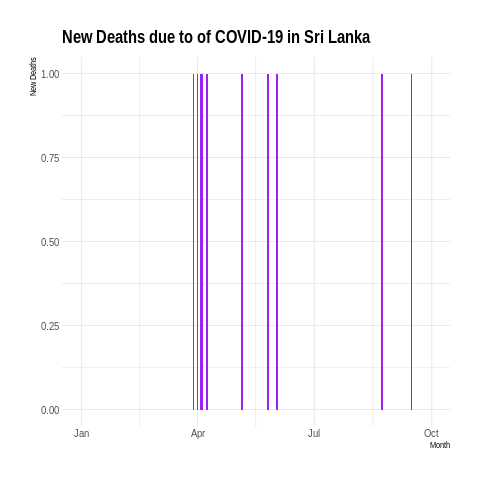 New Deaths due to of COVID-19 in Sri Lanka
New Deaths
1.00
0.75
0.50
0.25
0.00
Jan Apr Jul Oct
Month